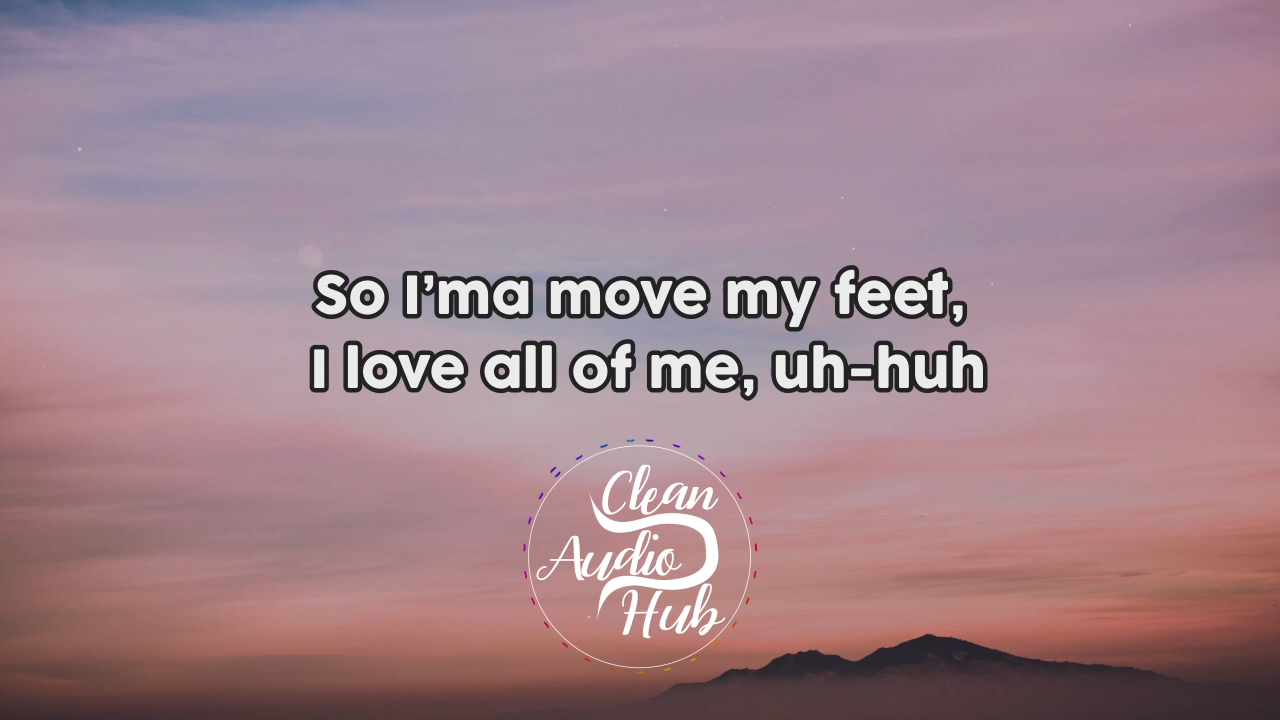 So I’ma move my feet,
I love all of me, uh-huh
Clean
Audio
Hub